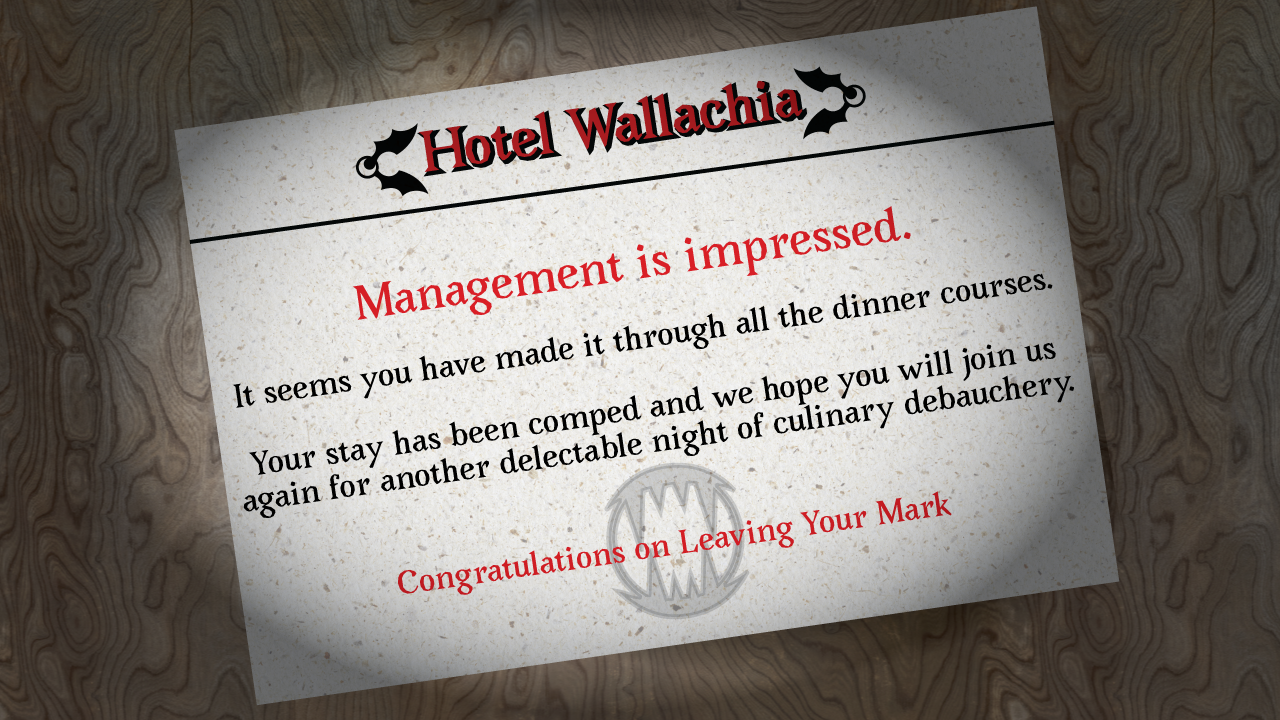 Hotel Wallachia
Management is impressed.
It seems you have made it through all the dinner courses.
Your stay has been comped and we hope you will join us
again for another delectable night of culinary debauchery.
Congratulations on Leaving Your Mark